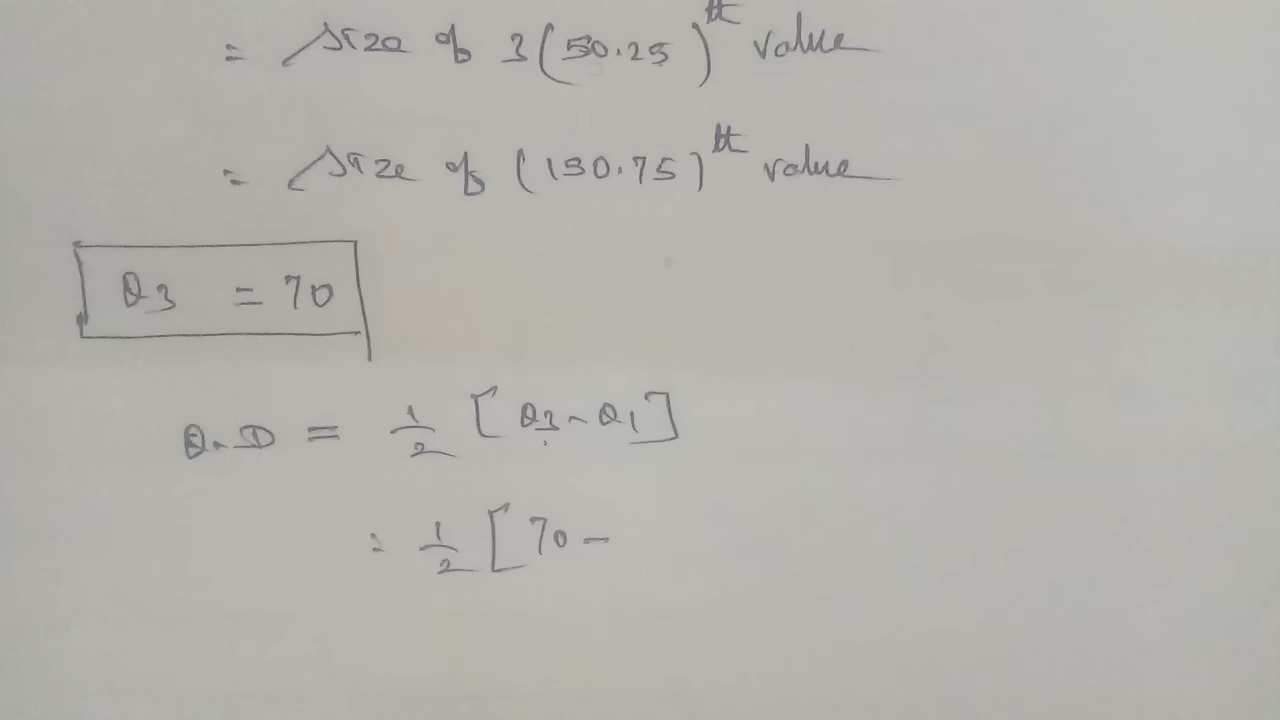 = size of 3(50.25)th value
= size of (150.75)th value
Q3 = 70
Q.D = 1/2 [Q3 - Q1]
= 1/2 [70 -